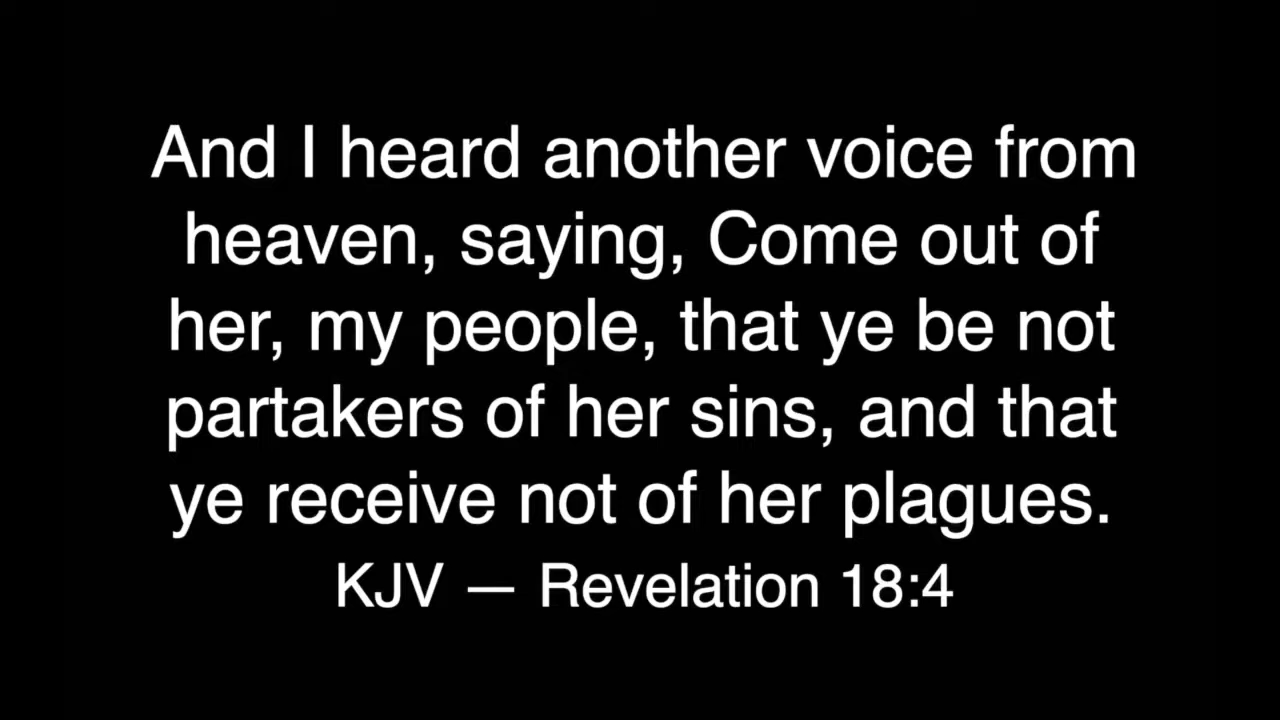 And I heard another voice from
heaven, saying, Come out of
her, my people, that ye be not
partakers of her sins, and that
ye receive not of her plagues.
KJV — Revelation 18:4